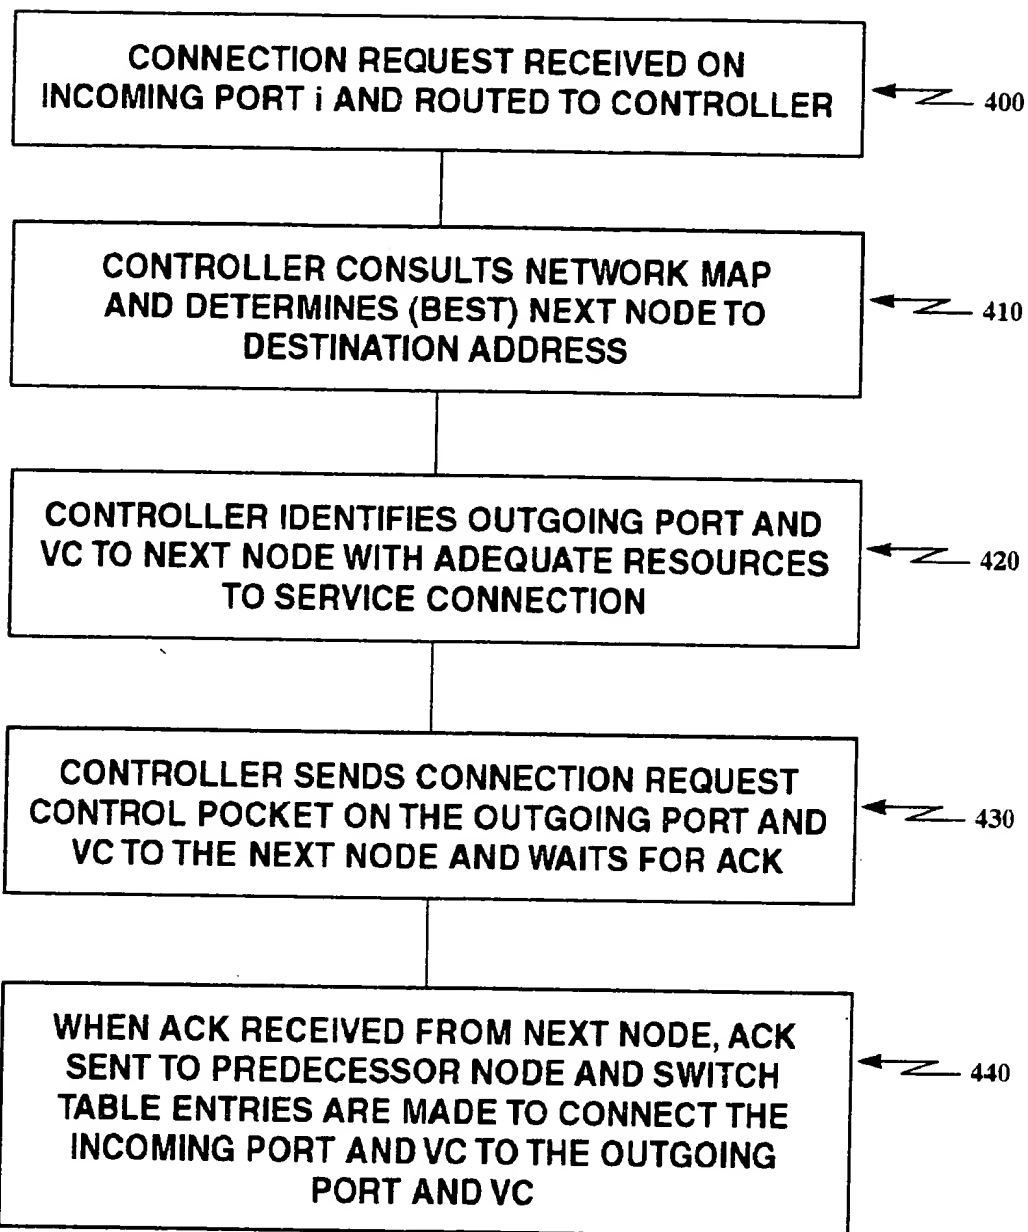 CONNECTION REQUEST RECEIVED ON
INCOMING PORT i AND ROUTED TO CONTROLLER
400
CONTROLLER CONSULTS NETWORK MAP
AND DETERMINES (BEST) NEXT NODE TO
DESTINATION ADDRESS
410
CONTROLLER IDENTIFIES OUTGOING PORT AND
VC TO NEXT NODE WITH ADEQUATE RESOURCES
TO SERVICE CONNECTION
420
CONTROLLER SENDS CONNECTION REQUEST
CONTROL POCKET ON THE OUTGOING PORT AND
VC TO THE NEXT NODE AND WAITS FOR ACK
430
WHEN ACK RECEIVED FROM NEXT NODE, ACK
SENT TO PREDECESSOR NODE AND SWITCH
TABLE ENTRIES ARE MADE TO CONNECT THE
INCOMING PORT AND VC TO THE OUTGOING
PORT AND VC
440